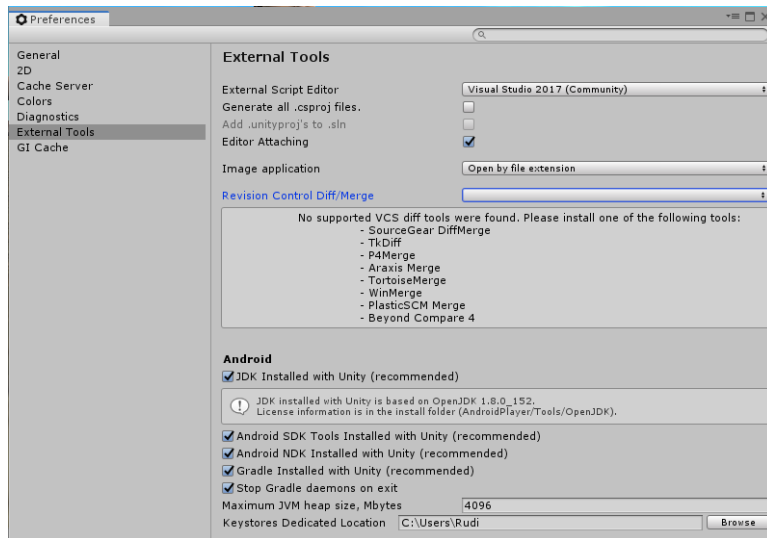 Preferences
General
2D
Cache Server
Colors
Diagnostics
External Tools
GI Cache
External Tools
External Script Editor Visual Studio 2017 (Community)
Generate all .csproj files.
Add .unityproj's to .sln
Editor Attaching
Image application Open by file extension
Revision Control Diff/Merge
No supported VCS diff tools were found. Please install one of the following tools:
- SourceGear DiffMerge
- TkDiff
- P4Merge
- Araxis Merge
- TortoiseMerge
- WinMerge
- PlasticSCM Merge
- Beyond Compare 4
Android
JDK Installed with Unity (recommended)
JDK installed with Unity is based on OpenJDK 1.8.0_152.
License information is in the install folder (AndroidPlayer/Tools/OpenJDK).
Android SDK Tools Installed with Unity (recommended)
Android NDK Installed with Unity (recommended)
Gradle Installed with Unity (recommended)
Stop Gradle daemons on exit
Maximum JVM heap size, Mbytes 4096
Keystores Dedicated Location C:\Users\Rudi Browse